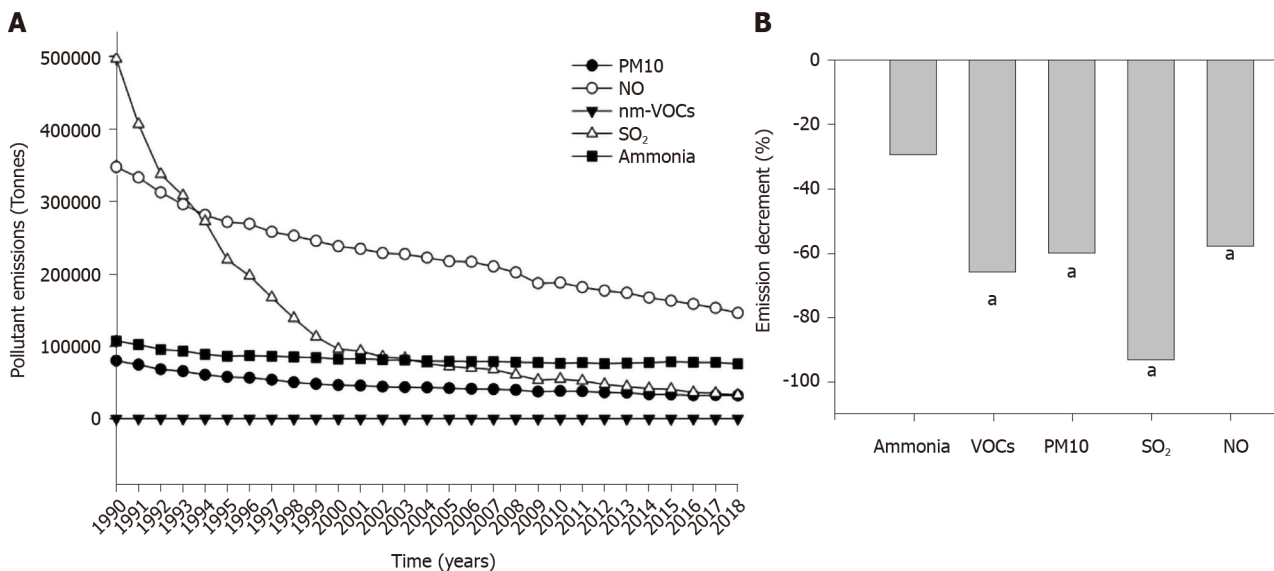 A
Pollutant emissions (Tonnes)
500000
400000
300000
200000
100000
0
PM10
NO
nm-VOCs
SO₂
Ammonia
1990 1991 1992 1993 1994 1995 1996 1997 1998 1999 2000 2001 2002 2003 2004 2005 2006 2007 2008 2009 2010 2011 2012 2013 2014 2015 2016 2017 2018
Time (years)
B
Emission decrement (%)
0
-20
-40
-60
-80
-100
a
a
a
a
Ammonia VOCs PM10 SO₂ NO